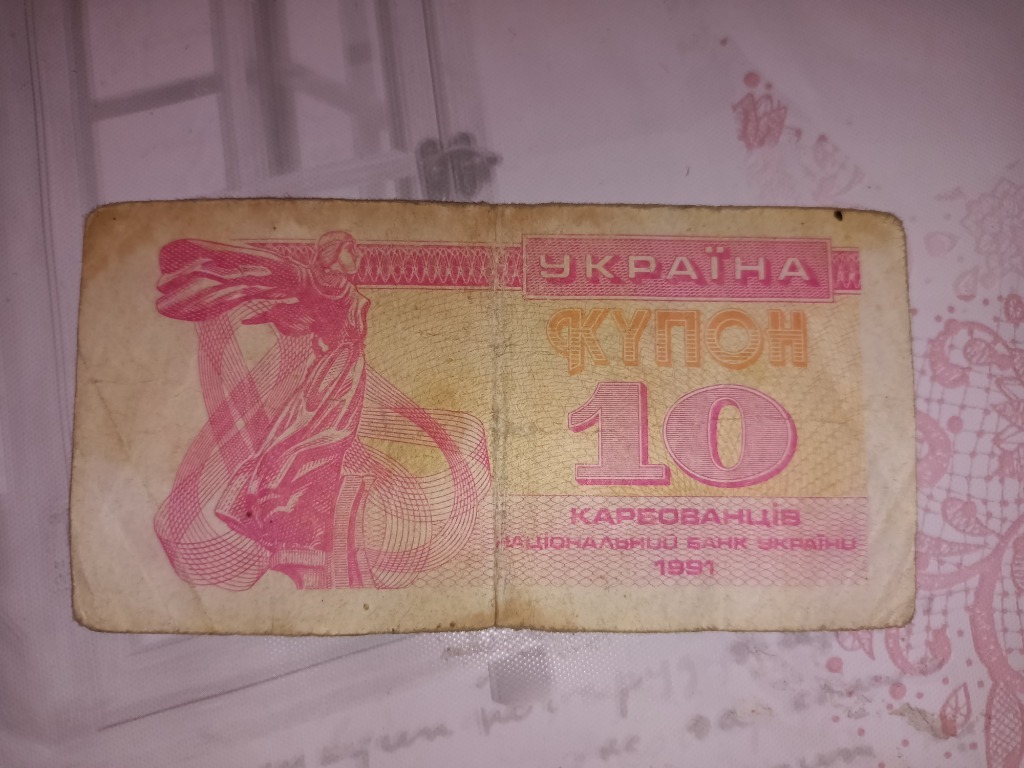 УКРАЇНА
КУПОН
10
КАРБОВАНЦІВ
НАЦІОНАЛЬНИЙ БАНК УКРАЇНИ
1991